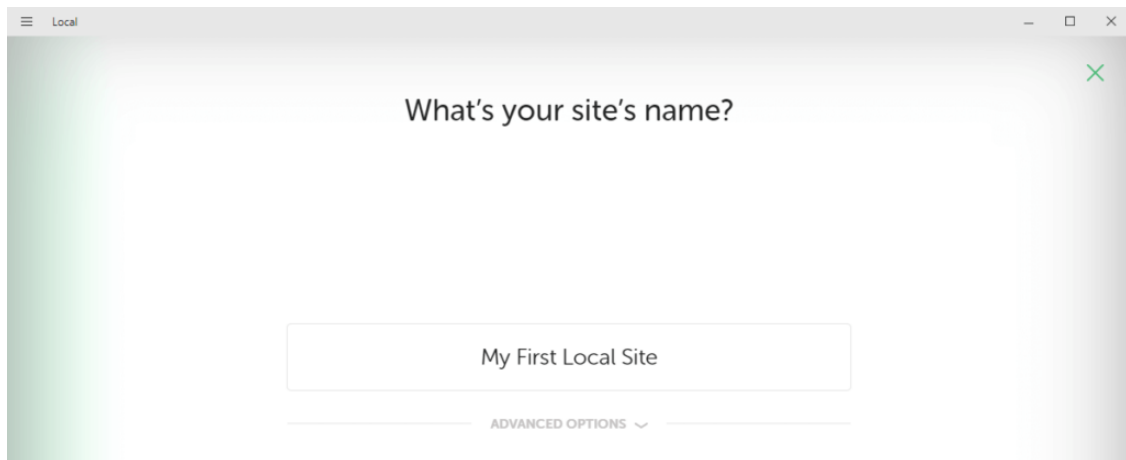 Local
What's your site's name?
My First Local Site
ADVANCED OPTIONS